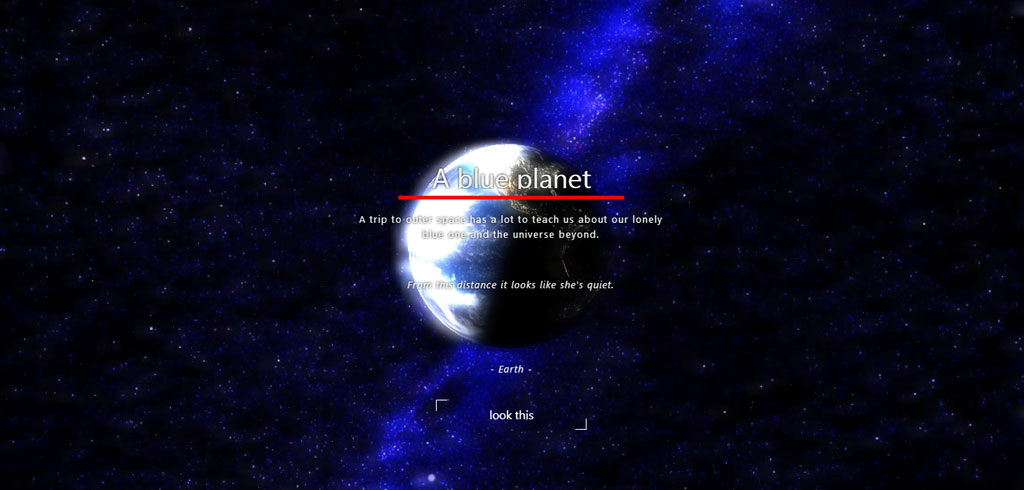 A blue planet
A trip to outer space has a lot to teach us about our lonely
blue one and the universe beyond.
From this distance it looks like she's quiet.
- Earth -
look this